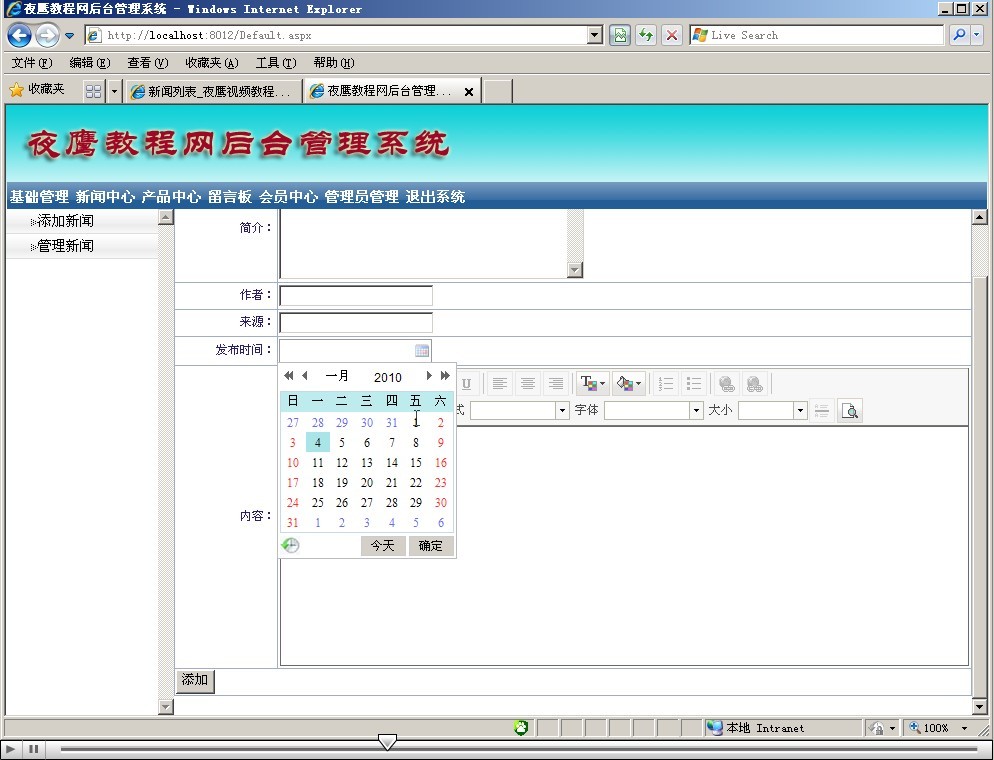 夜鹰教程网后台管理系统 - Windows Internet Explorer
http://localhost:8012/Default.aspx
Live Search
文件(F) 编辑(E) 查看(V) 收藏夹(A) 工具(T) 帮助(H)
收藏夹 新闻列表_夜鹰视频教程... 夜鹰教程网后台管理...
夜鹰教程网后台管理系统
基础管理 新闻中心 产品中心 留言板 会员中心 管理员管理 退出系统
添加新闻
管理新闻
简介：
作者：
来源：
发布时间：
一月 2010
日 一 二 三 四 五 六
27 28 29 30 31 1 2
3 4 5 6 7 8 9
10 11 12 13 14 15 16
17 18 19 20 21 22 23
24 25 26 27 28 29 30
31 1 2 3 4 5 6
今天 确定
U
式 字体 大小
内容：
添加
本地 Intranet 100%